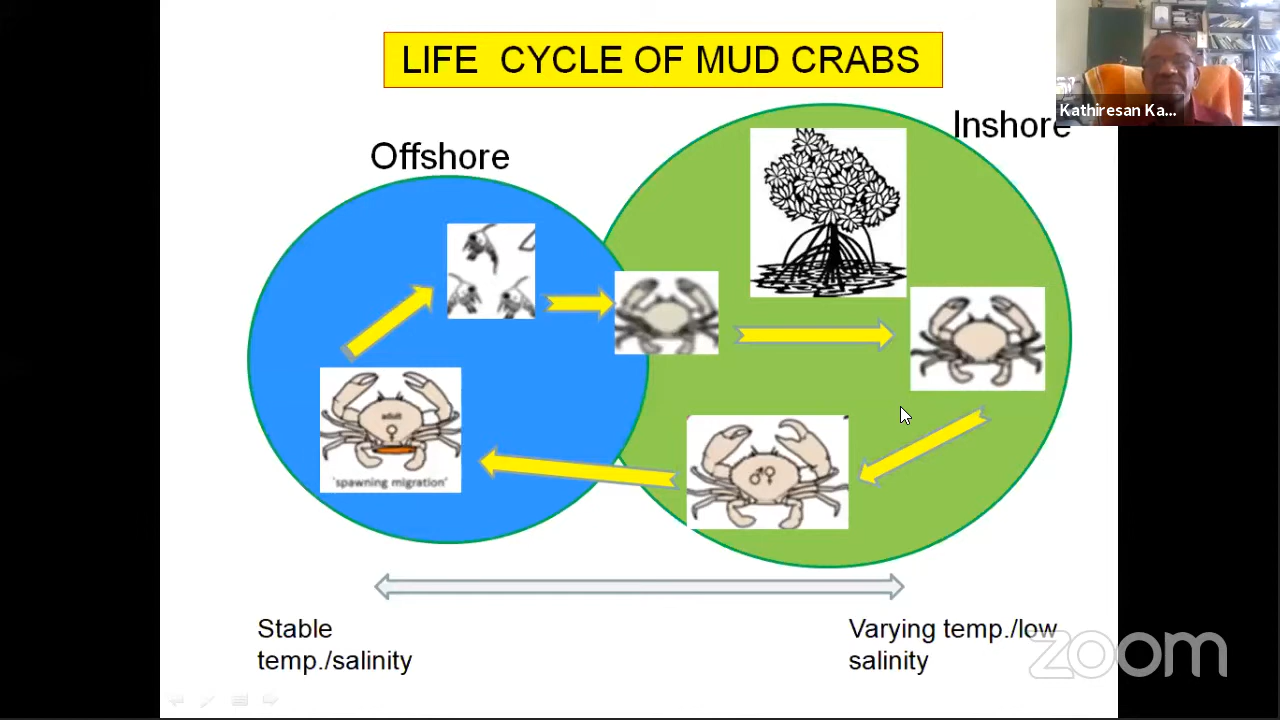 LIFE CYCLE OF MUD CRABS
Kathiresan Ka...
Inshore
Offshore
adult
♀
'spawning migration'
♂♀
Stable
temp./salinity
Varying temp./low
salinity
zoom